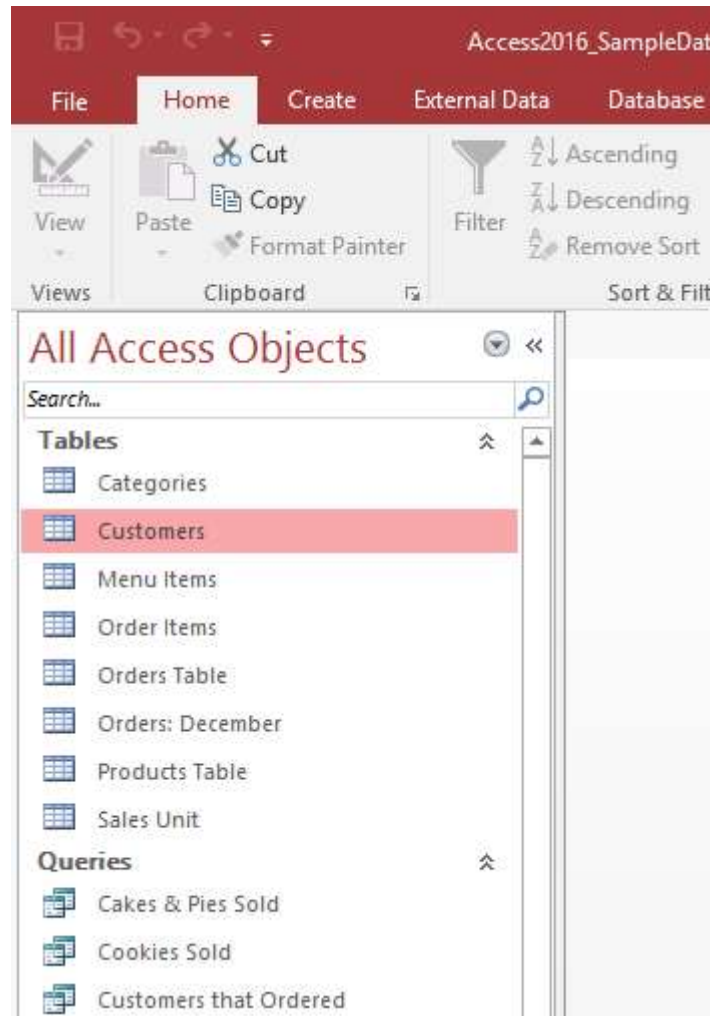 Access2016_SampleDat
File Home Create External Data Database
View Paste Cut Copy Format Painter Filter Ascending Descending Remove Sort
Views Clipboard Sort & Filt
All Access Objects
Search...
Tables
Categories
Customers
Menu Items
Order Items
Orders Table
Orders: December
Products Table
Sales Unit
Queries
Cakes & Pies Sold
Cookies Sold
Customers that Ordered